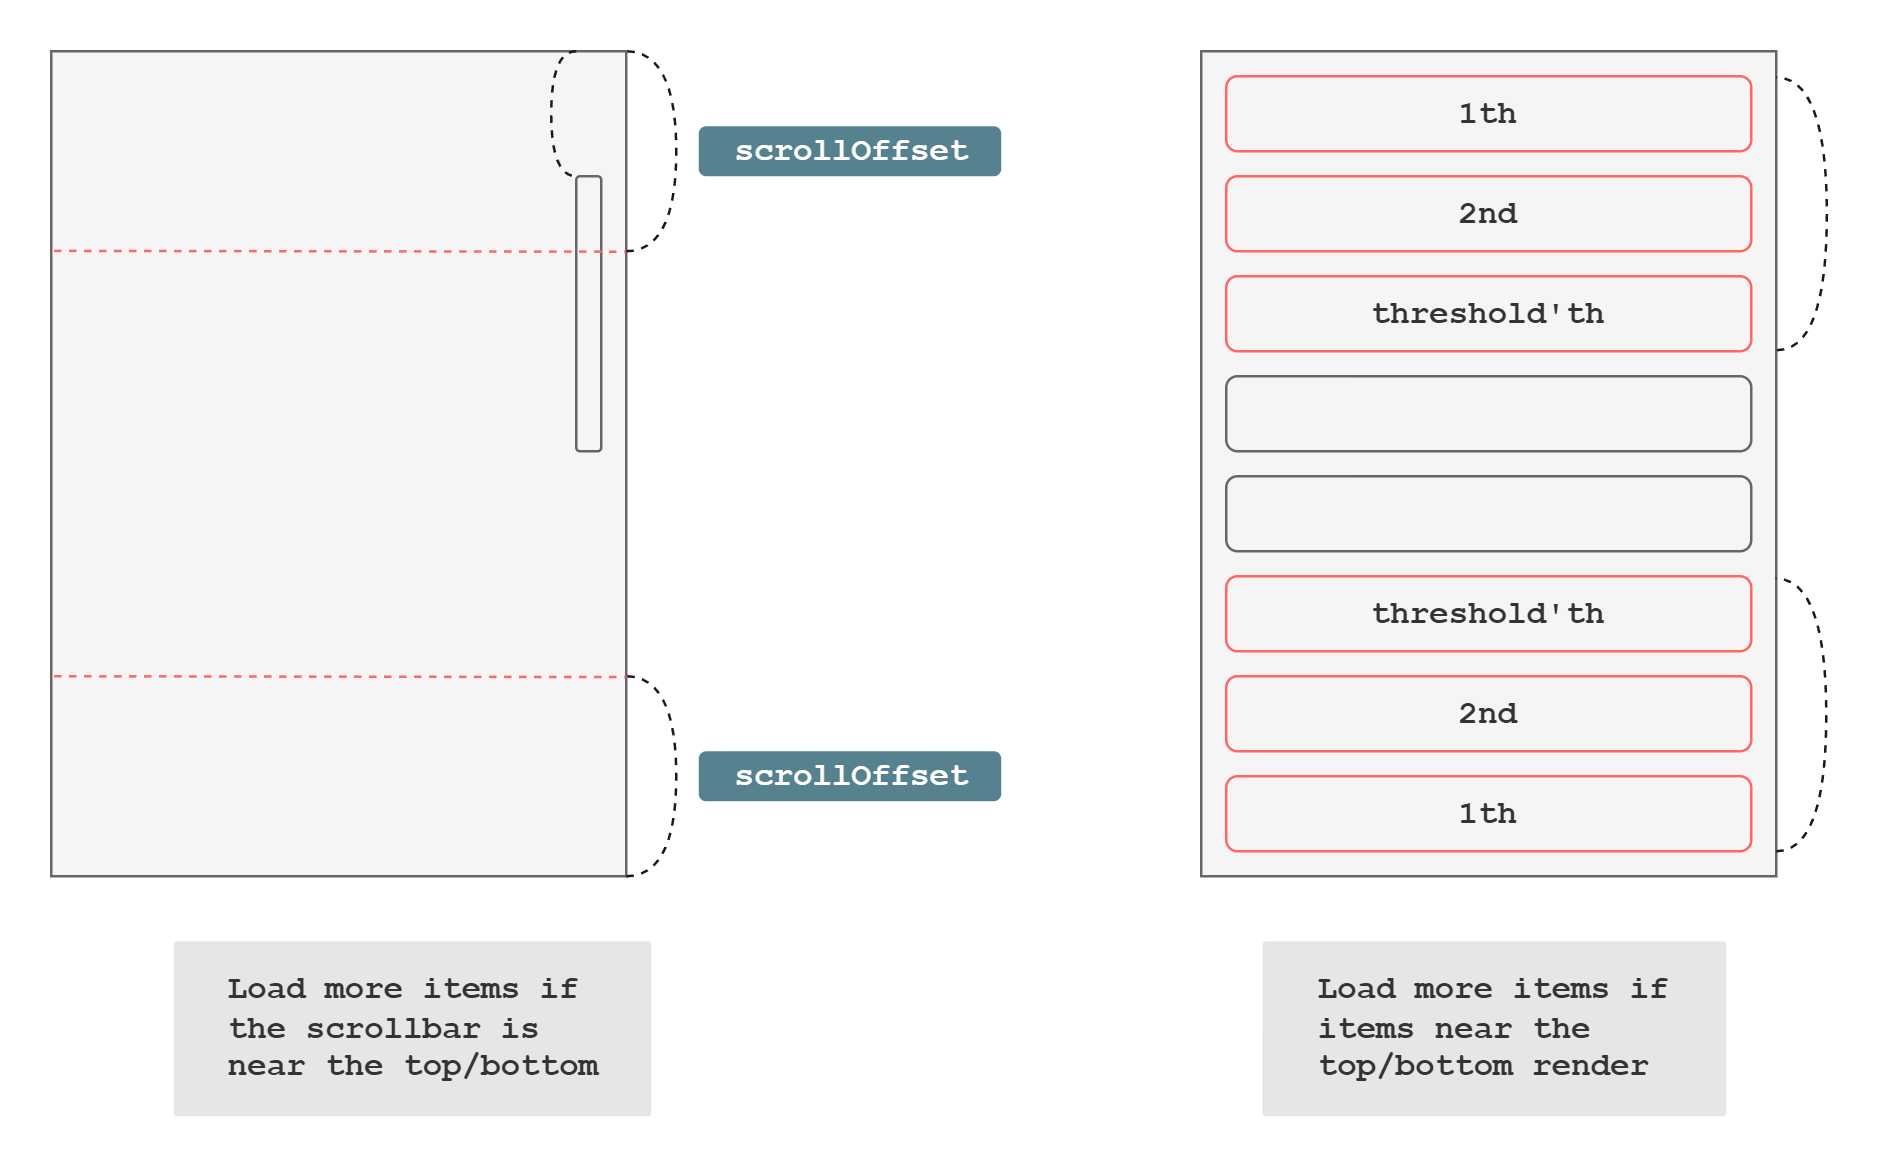 scrollOffset
scrollOffset
Load more items if
the scrollbar is
near the top/bottom
1th
2nd
threshold'th
threshold'th
2nd
1th
Load more items if
items near the
top/bottom render